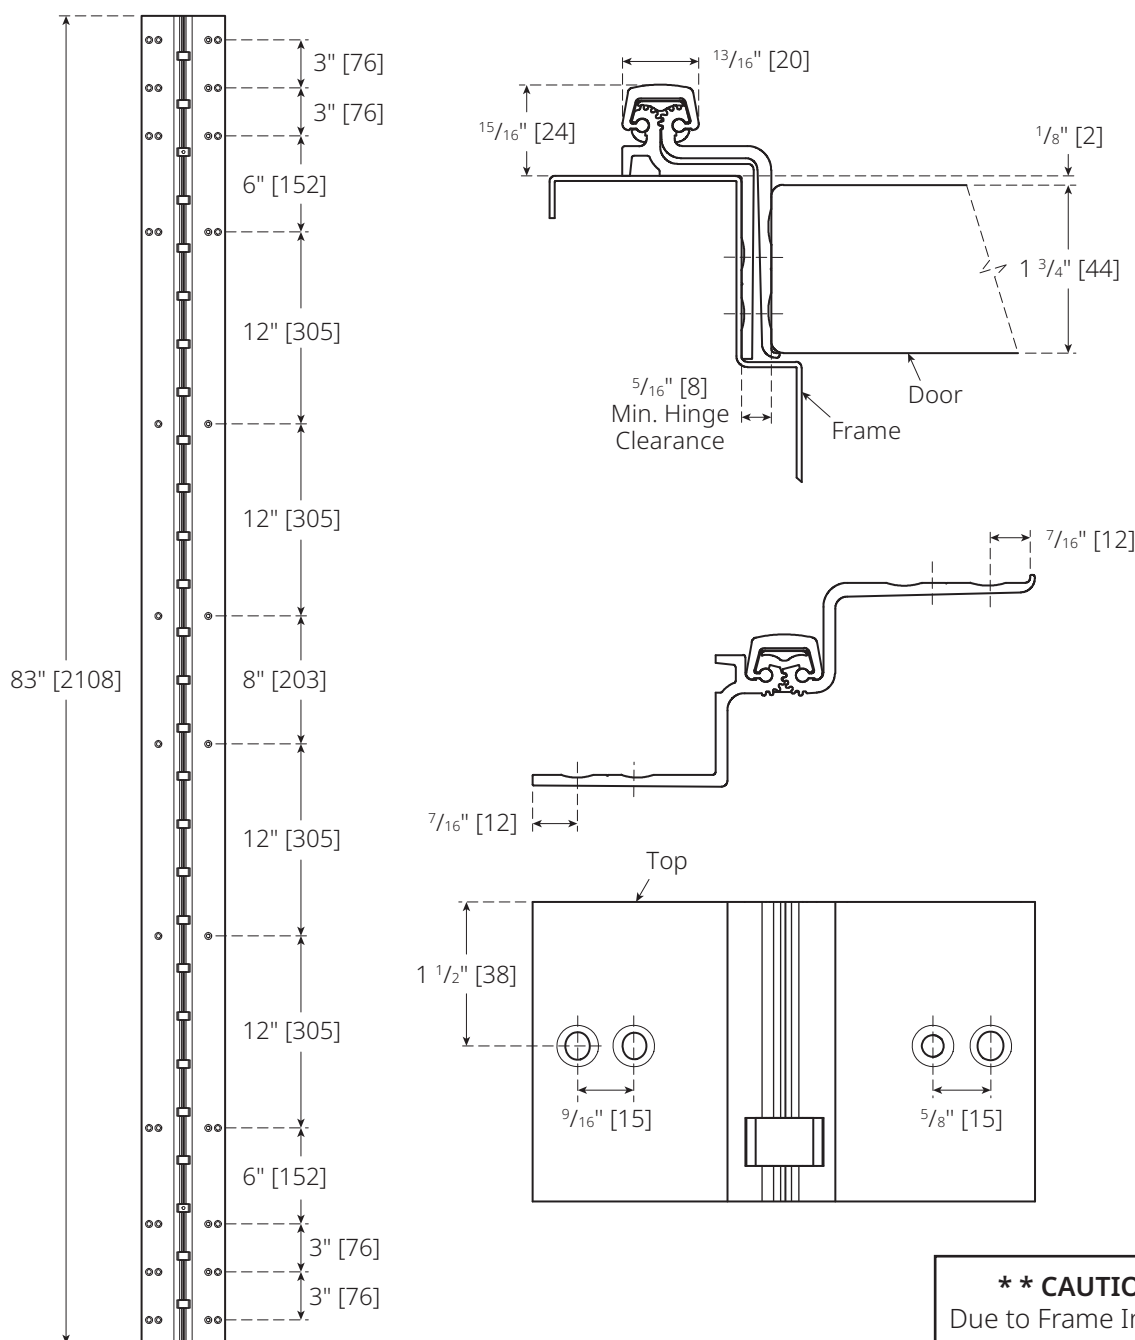 3" [76]
3" [76]
6" [152]
12" [305]
12" [305]
83" [2108]
8" [203]
12" [305]
12" [305]
6" [152]
3" [76]
3" [76]
13/16" [20]
15/16" [24]
1/8" [2]
1 3/4" [44]
5/16" [8]
Min. Hinge
Clearance
Door
Frame
7/16" [12]
7/16" [12]
Top
1 1/2" [38]
9/16" [15]
5/8" [15]
* * CAUTIO
Due to Frame In